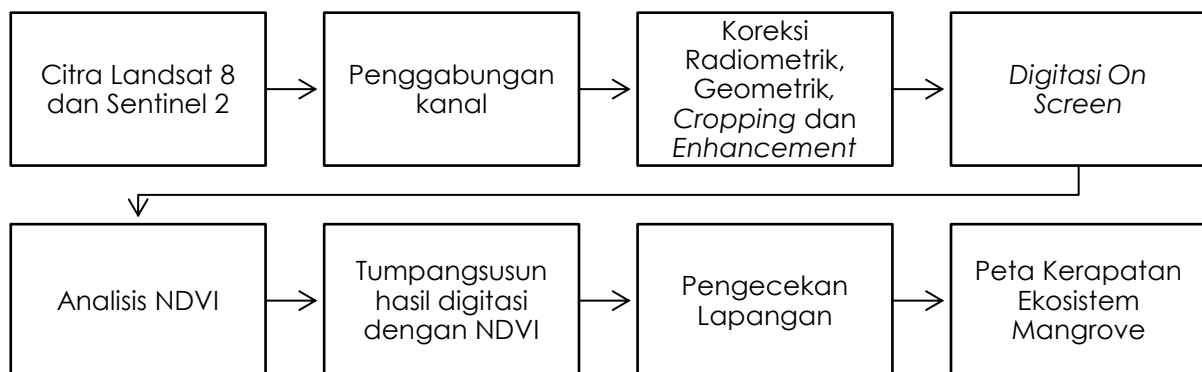 Citra Landsat 8
dan Sentinel 2
Penggabungan
kanal
Koreksi
Radiometrik,
Geometrik,
Cropping dan
Enhancement
Digitasi On
Screen
Analisis NDVI
Tumpangsusun
hasil digitasi
dengan NDVI
Pengecekan
Lapangan
Peta Kerapatan
Ekosistem
Mangrove